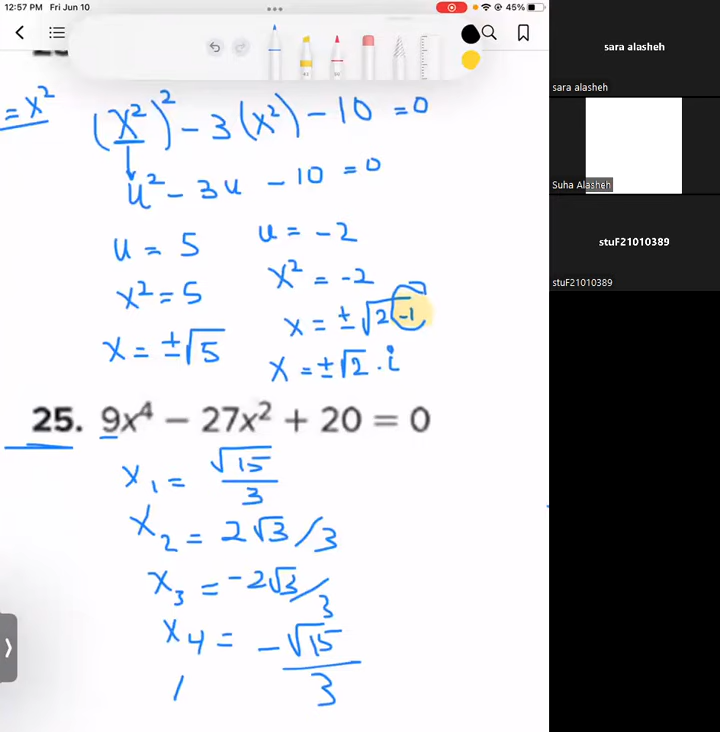 12:57 PM Fri Jun 10
45%
= x²
(x²)² - 3(x²) - 10 = 0
u² - 3u - 10 = 0
u = 5
u = -2
x² = 5
x² = -2
x = ±√5
x = ±√2(-1)
x = ±√2 · i
25. 9x⁴ − 27x² + 20 = 0
x₁ = √15/3
x₂ = 2√3/3
x₃ = -2√3/3
x₄ = -√15/3
sara alasheh
sara alasheh
Suha Alasheh
stuF21010389
stuF21010389